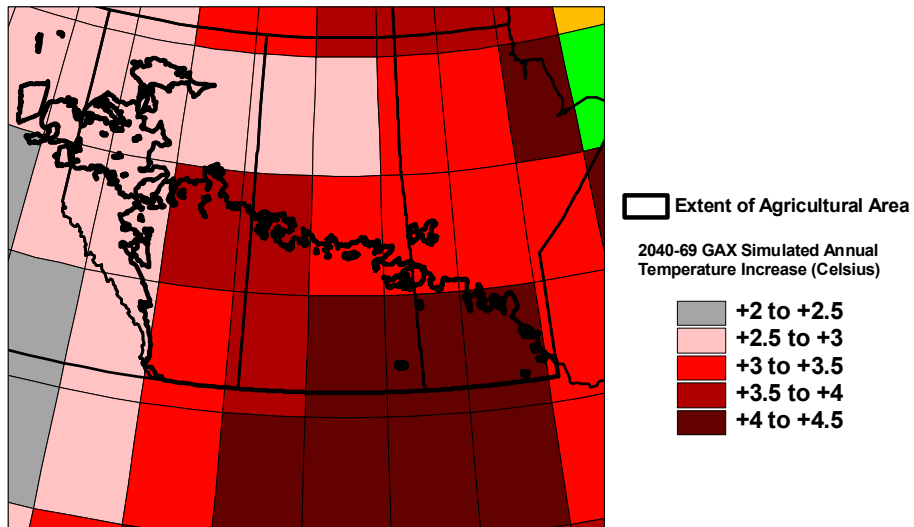 Extent of Agricultural Area
2040-69 GAX Simulated Annual
Temperature Increase (Celsius)
+2 to +2.5
+2.5 to +3
+3 to +3.5
+3.5 to +4
+4 to +4.5